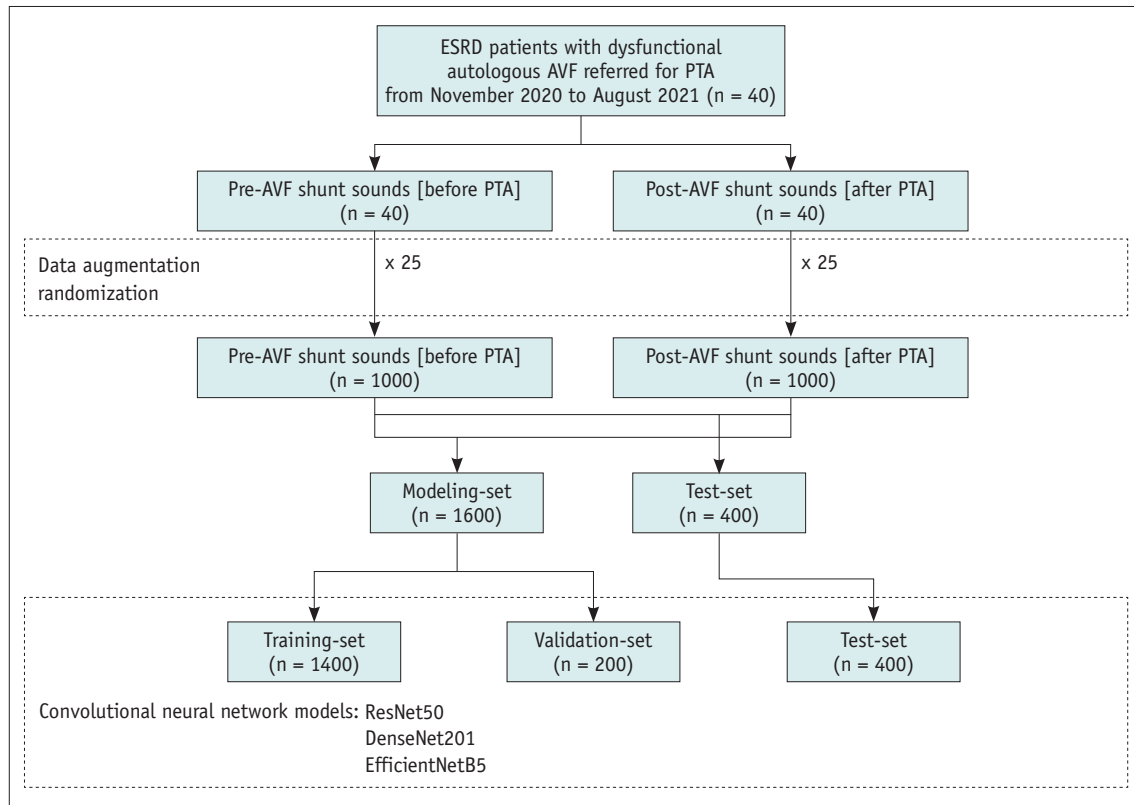 ESRD patients with dysfunctional
autologous AVF referred for PTA
from November 2020 to August 2021 (n = 40)
Pre-AVF shunt sounds [before PTA]
(n = 40)
Post-AVF shunt sounds [after PTA]
(n = 40)
Data augmentation
randomization
x 25
x 25
Pre-AVF shunt sounds [before PTA]
(n = 1000)
Post-AVF shunt sounds [after PTA]
(n = 1000)
Modeling-set
(n = 1600)
Test-set
(n = 400)
Training-set
(n = 1400)
Validation-set
(n = 200)
Test-set
(n = 400)
Convolutional neural network models: ResNet50
DenseNet201
EfficientNetB5